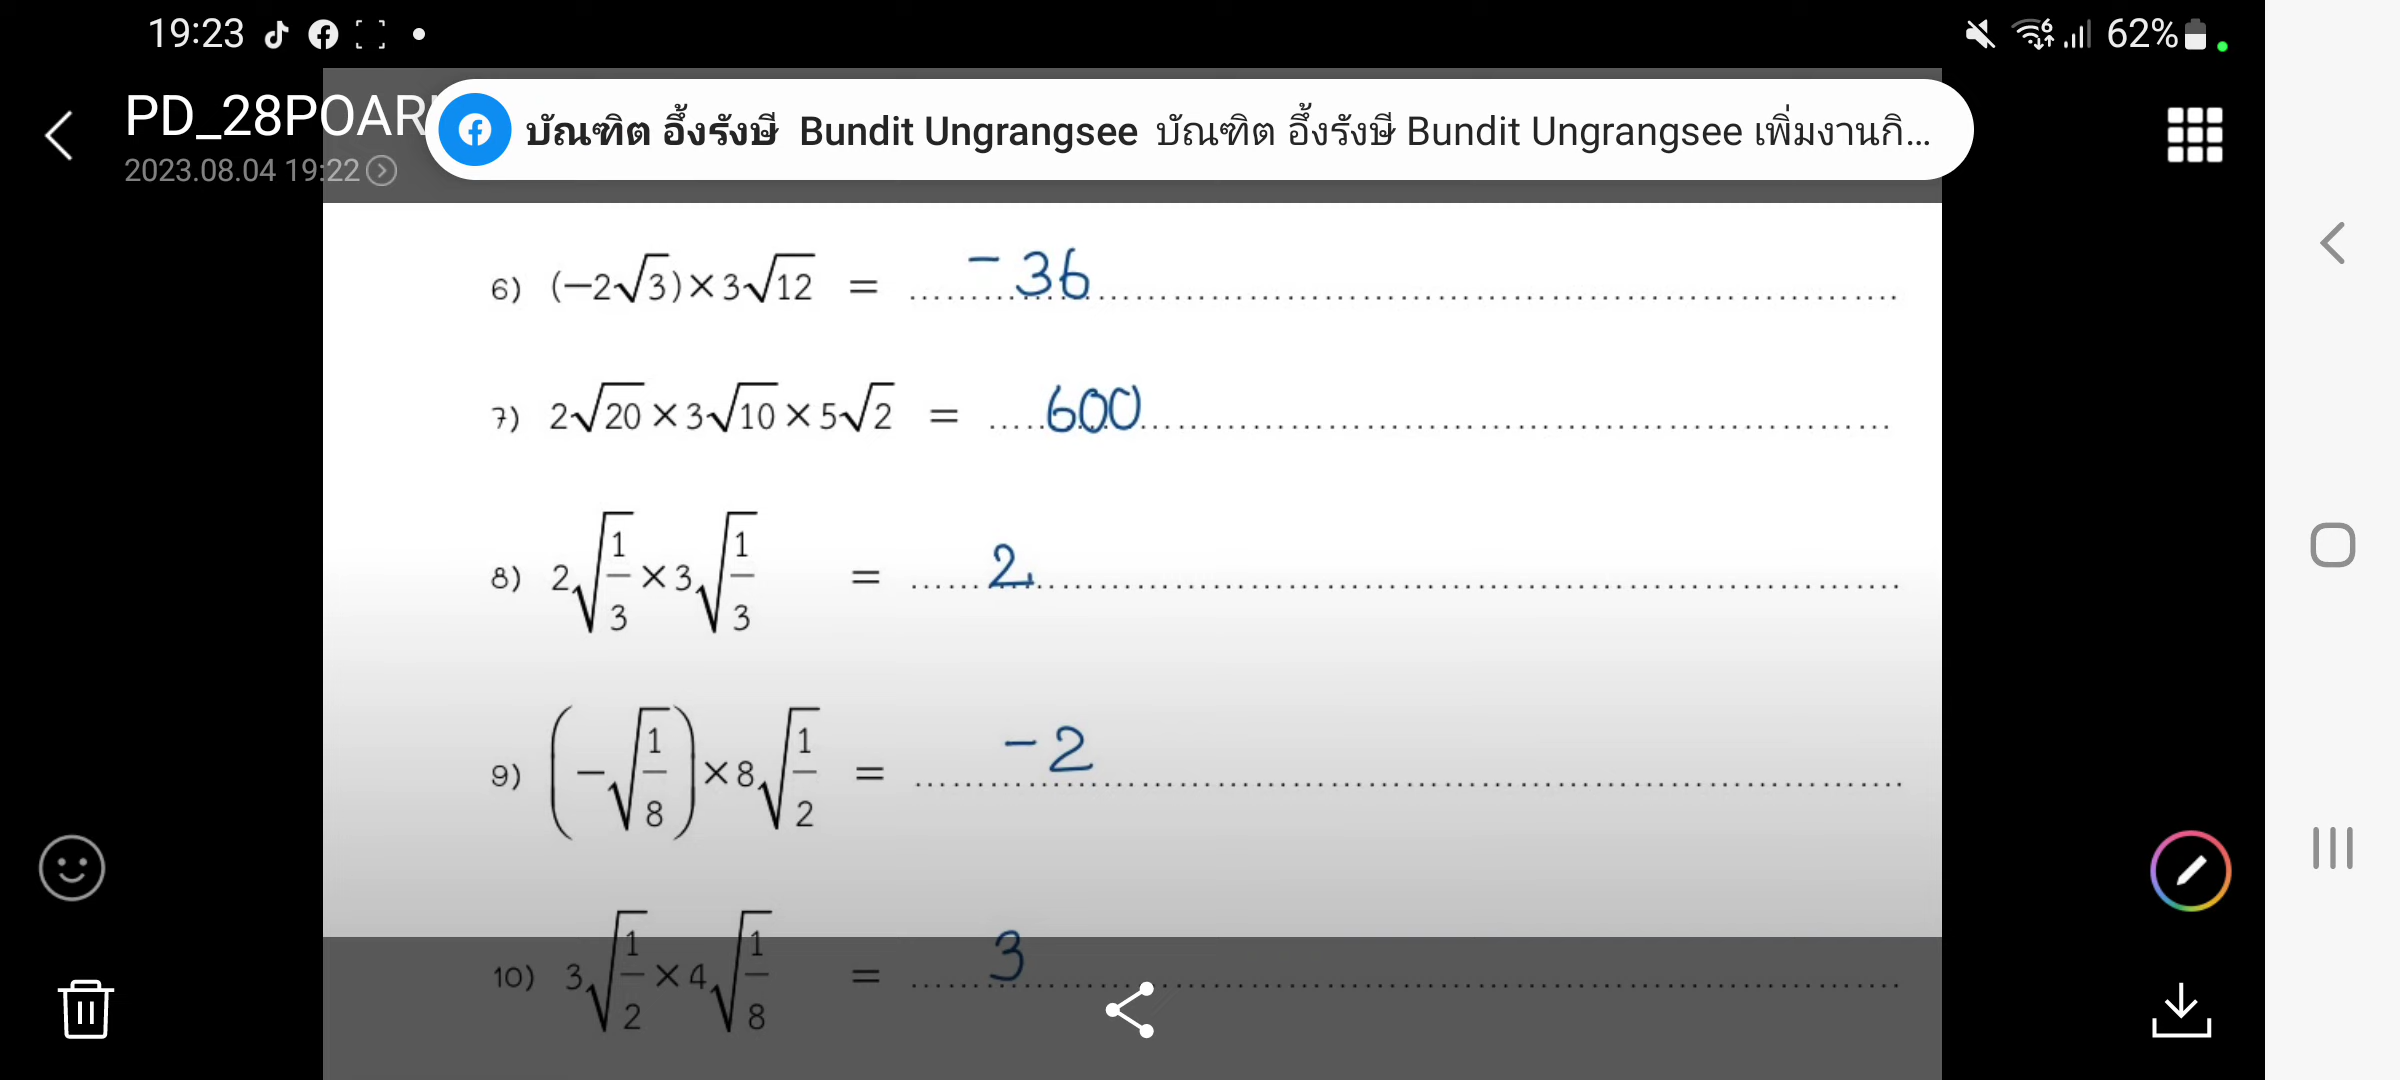 19:23 62%
PD_28POAR
2023.08.04 19:22
บัณฑิต อึ้งรังษี Bundit Ungrangsee บัณฑิต อึ้งรังษี Bundit Ungrangsee เพิ่มงานกิ...
6) (−2√3)×3√12 = -36
7) 2√20×3√10×5√2 = 600
8) 2√(1/3)×3√(1/3) = 2
9) (−√(1/8))×8√(1/2) = -2
10) 3√(1/2)×4√(1/8) = 3